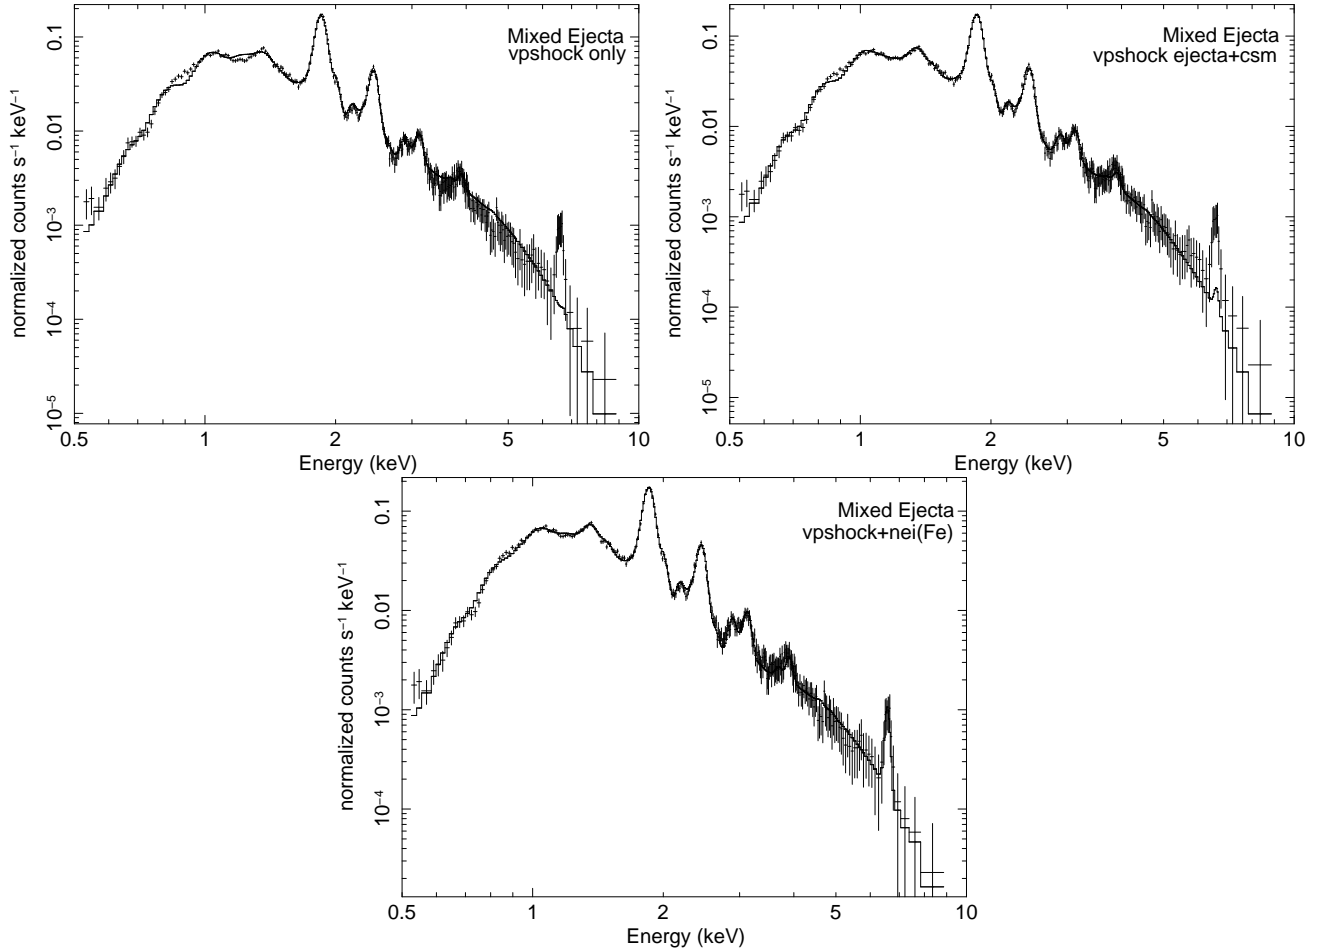 Mixed Ejecta
vpshock only
normalized counts s⁻¹ keV⁻¹
0.1
0.01
10⁻³
10⁻⁴
10⁻⁵
0.5
1
2
5
10
Energy (keV)
Mixed Ejecta
vpshock ejecta+csm
normalized counts s⁻¹ keV⁻¹
0.1
0.01
10⁻³
10⁻⁴
10⁻⁵
0.5
1
2
5
10
Energy (keV)
Mixed Ejecta
vpshock+nei(Fe)
normalized counts s⁻¹ keV⁻¹
0.1
0.01
10⁻³
10⁻⁴
0.5
1
2
5
10
Energy (keV)